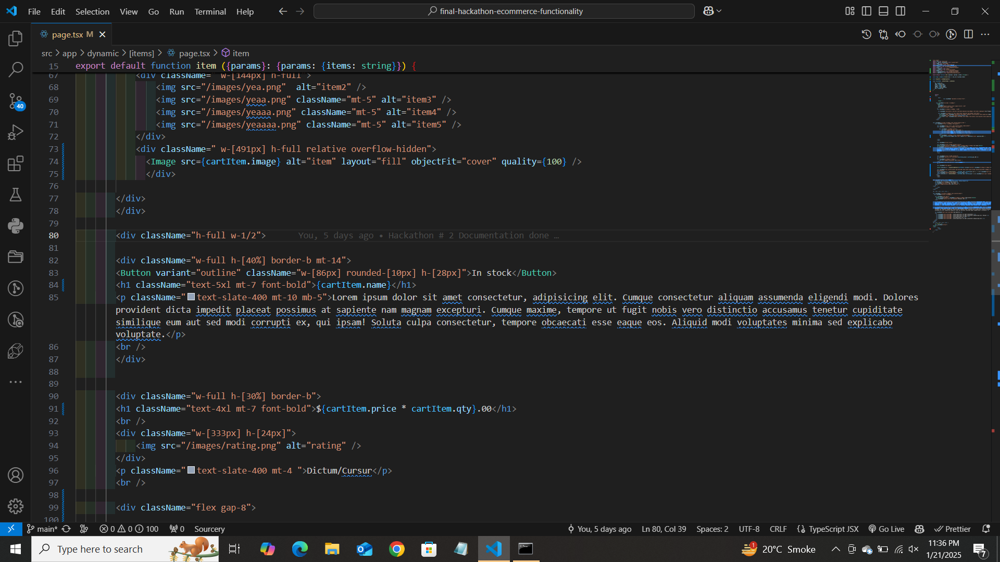 File Edit Selection View Go Run Terminal Help
final-hackathon-ecommerce-functionality
page.tsx M
src > app > dynamic > [items] > page.tsx > item
15 export default function item ({params}: {params: {items: string}}) {
67 <div className=" w-[144px] h-full">
68 <img src="/images/yea.png" alt="item2" />
69 <img src="/images/yeaa.png" className="mt-5" alt="item3" />
70 <img src="/images/yeaaa.png" className="mt-5" alt="item4" />
71 <img src="/images/yeaaaa.png" className="mt-5" alt="item5" />
72 </div>
73 <div className=" w-[491px] h-full relative overflow-hidden">
74 <Image src={cartItem.image} alt="item" layout="fill" objectFit="cover" quality={100} />
75 </div>
76
77 </div>
78 </div>
79
80 <div className="h-full w-1/2"> You, 5 days ago • Hackathon # 2 Documentation done …
81
82 <div className="w-full h-[40%] border-b mt-14">
83 <Button variant="outline" className="w-[86px] rounded-[10px] h-[28px]">In stock</Button>
84 <h1 className="text-5xl mt-7 font-bold">{cartItem.name}</h1>
85 <p className="text-slate-400 mt-10 mb-5">Lorem ipsum dolor sit amet consectetur, adipisicing elit. Cumque consectetur aliquam assumenda eligendi modi. Dolores
provident dicta impedit placeat possimus at sapiente nam magnam excepturi. Cumque maxime, tempore ut fugit nobis vero distinctio accusamus tenetur cupiditate
similique eum aut sed modi corrupti ex, qui ipsam! Soluta culpa consectetur, tempore obcaecati esse eaque eos. Aliquid modi voluptates minima sed explicabo
voluptate.</p>
86 <br />
87 </div>
88
89
90 <div className="w-full h-[30%] border-b">
91 <h1 className="text-4xl mt-7 font-bold">${cartItem.price * cartItem.qty}.00</h1>
92 <br />
93 <div className="w-[333px] h-[24px]">
94 <img src="/images/rating.png" alt="rating" />
95 </div>
96 <p className="text-slate-400 mt-4 ">Dictum/Cursur</p>
97 <br />
98
99 <div className="flex gap-8">
100
40
main* 0 0 100 0 Sourcery You, 5 days ago Ln 80, Col 39 Spaces: 2 UTF-8 CRLF TypeScript JSX Go Live Prettier
Type here to search
1 20°C Smoke
11:36 PM
1/21/2025
7